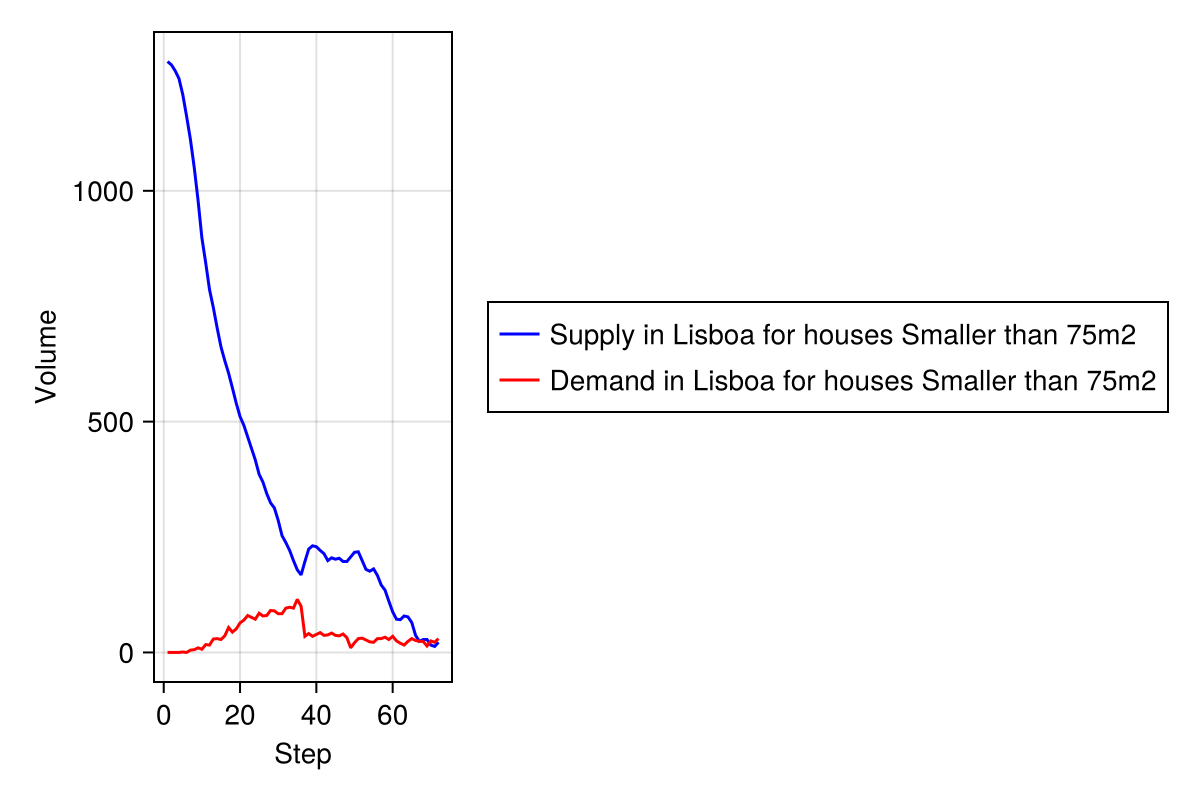 Volume
1000
500
0
0 20 40 60
Step
Supply in Lisboa for houses Smaller than 75m2
Demand in Lisboa for houses Smaller than 75m2